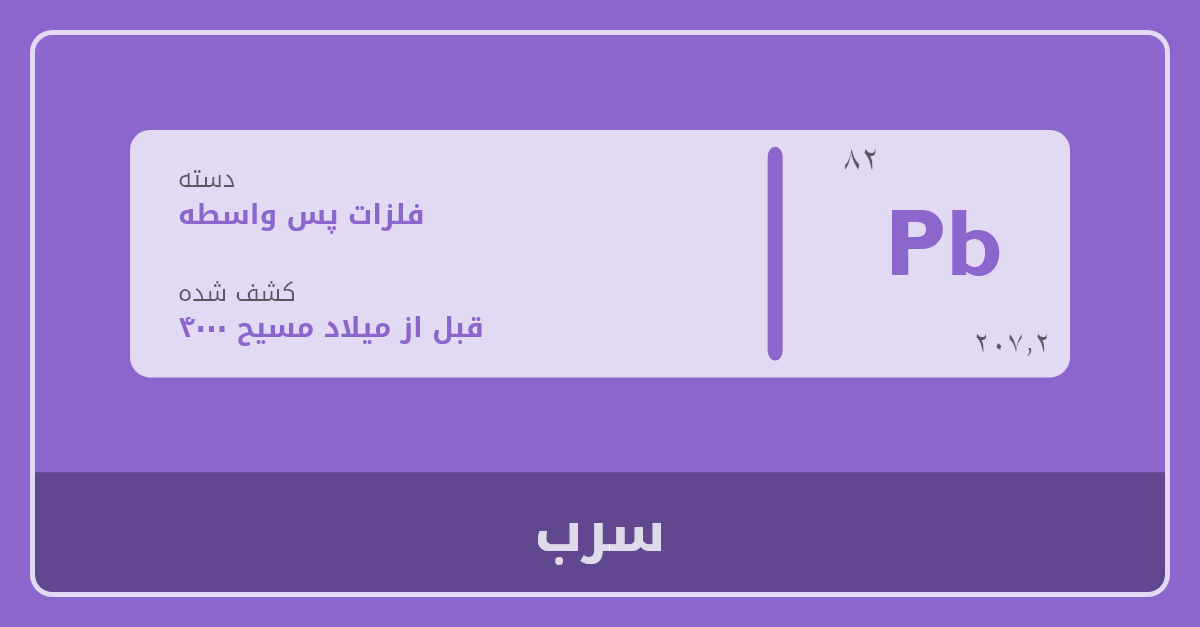 ۸۲
Pb
۲۰۷,۲
دسته
فلزات پس واسطه
کشف شده
قبل از میلاد مسیح ۴۰۰۰
سرب